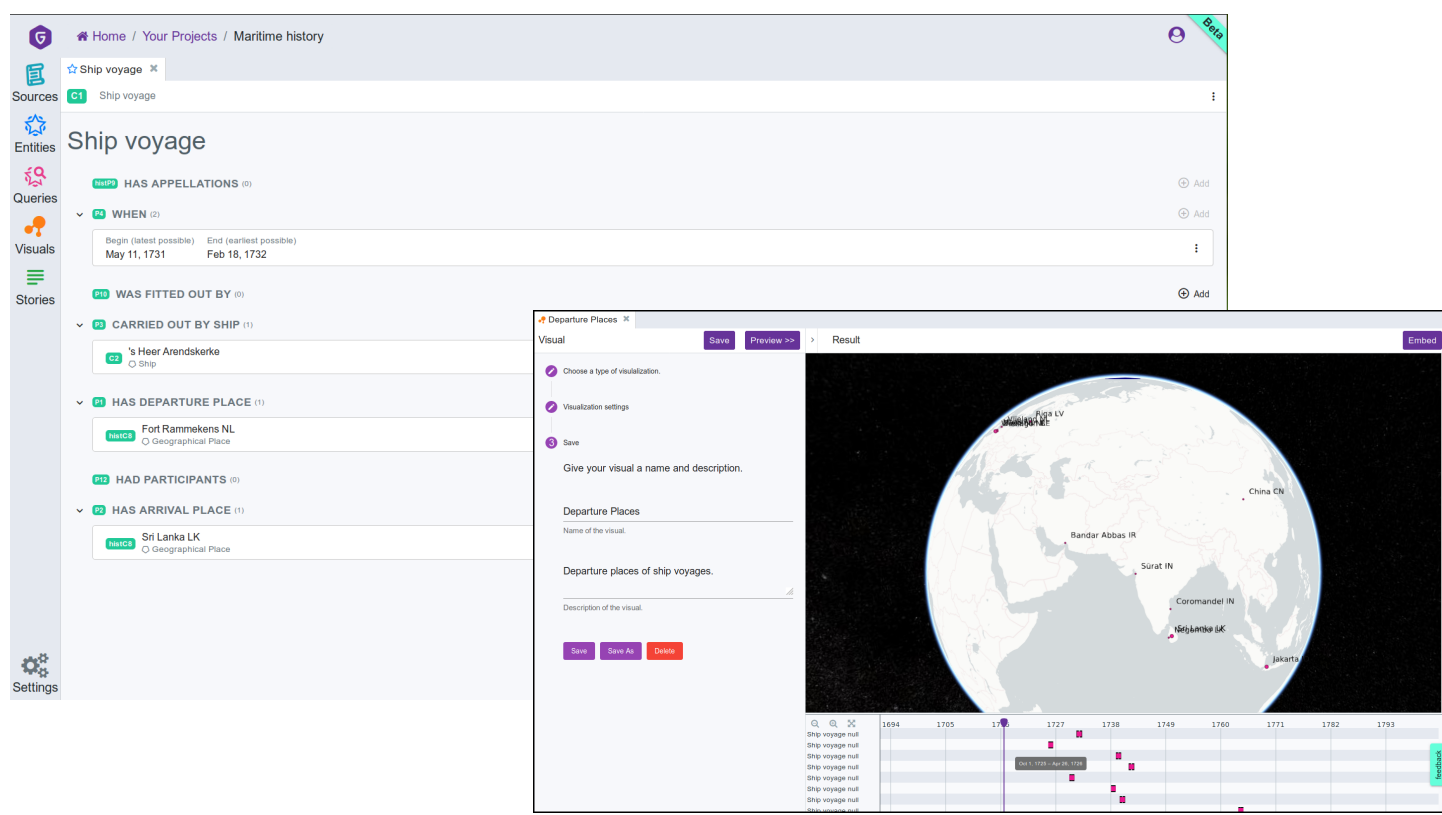 G
Home / Your Projects / Maritime history
Beta
Sources
Entities
Queries
Visuals
Stories
Settings
Ship voyage
C1 Ship voyage
Ship voyage
histP9 HAS APPELLATIONS (0) Add
P4 WHEN (2) Add
Begin (latest possible) End (earliest possible)
May 11, 1731 Feb 18, 1732
P10 WAS FITTED OUT BY (0) Add
P3 CARRIED OUT BY SHIP (1)
C2 's Heer Arendskerke
Ship
P1 HAS DEPARTURE PLACE (1)
histC8 Fort Rammekens NL
Geographical Place
P12 HAD PARTICIPANTS (0)
P2 HAS ARRIVAL PLACE (1)
histC8 Sri Lanka LK
Geographical Place
Departure Places
Visual Save Preview >> > Result Embed
Choose a type of visulalization.
Visualization settings
3 Save
Give your visual a name and description.
Departure Places
Name of the visual.
Departure places of ship voyages.
Description of the visual.
Save Save As Delete
Riga LV
China CN
Bandar Abbas IR
Sūrat IN
Coromandel IN
Sri Lanka LK
Jakarta
1694 1705 1727 1738 1749 1760 1771 1782 1793
Ship voyage null
Ship voyage null
Ship voyage null
Ship voyage null
Ship voyage null
Ship voyage null
Ship voyage null
Ship voyage null
feedback